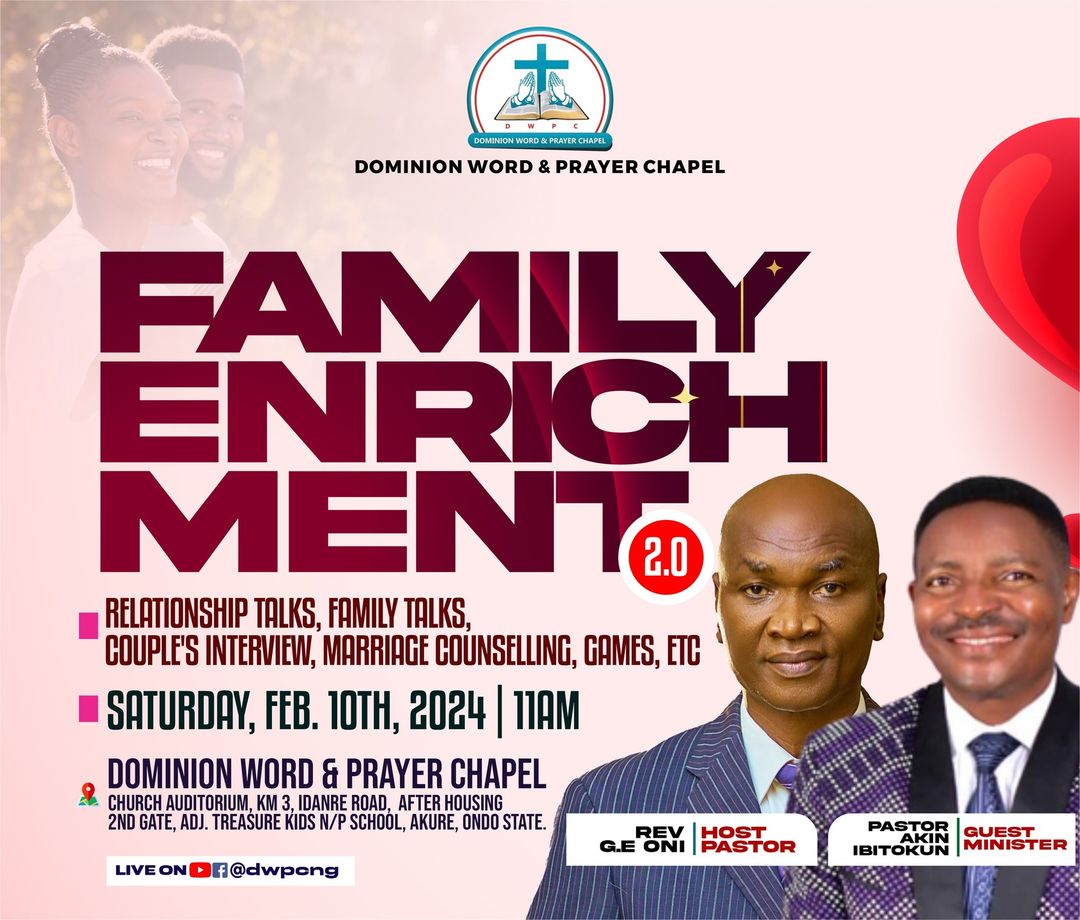 D W P C
DOMINION WORD & PRAYER CHAPEL
DOMINION WORD & PRAYER CHAPEL
FAMILY
ENRICH
MENT
2.0
RELATIONSHIP TALKS, FAMILY TALKS,
COUPLE'S INTERVIEW, MARRIAGE COUNSELLING, GAMES, ETC
SATURDAY, FEB. 10TH, 2024 | 11AM
DOMINION WORD & PRAYER CHAPEL
CHURCH AUDITORIUM, KM 3, IDANRE ROAD, AFTER HOUSING
2ND GATE, ADJ. TREASURE KIDS N/P SCHOOL, AKURE, ONDO STATE.
LIVE ON @dwpcng
REV
G.E ONI
HOST
PASTOR
PASTOR
AKIN
IBITOKUN
GUEST
MINISTER